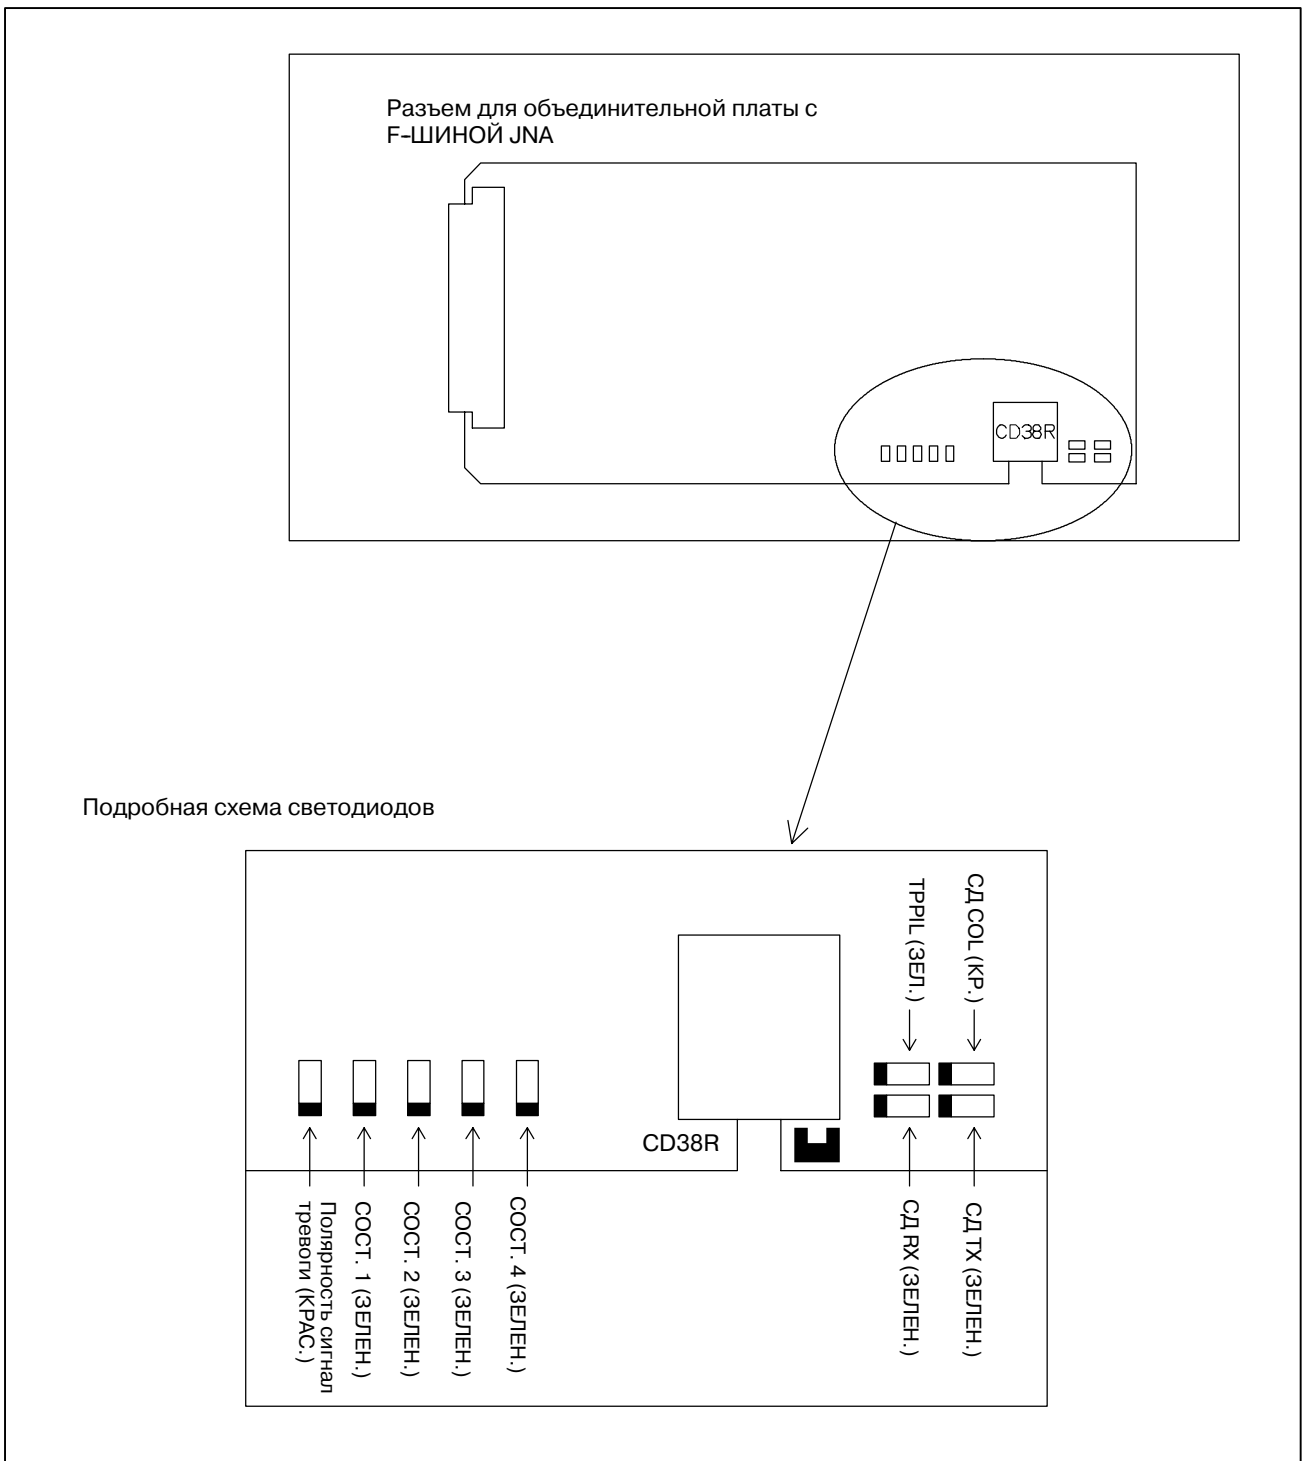 Разъем для объединительной платы с
F-ШИНОЙ JNA
CD38R
Подробная схема светодиодов
TPPIL (ЗЕЛ.)
СД COL (КР.)
CD38R
Полярность сигнал
тревоги (КРАС.)
СОСТ. 1 (ЗЕЛЕН.)
СОСТ. 2 (ЗЕЛЕН.)
СОСТ. 3 (ЗЕЛЕН.)
СОСТ. 4 (ЗЕЛЕН.)
СД RX (ЗЕЛЕН.)
СД TX (ЗЕЛЕН.)